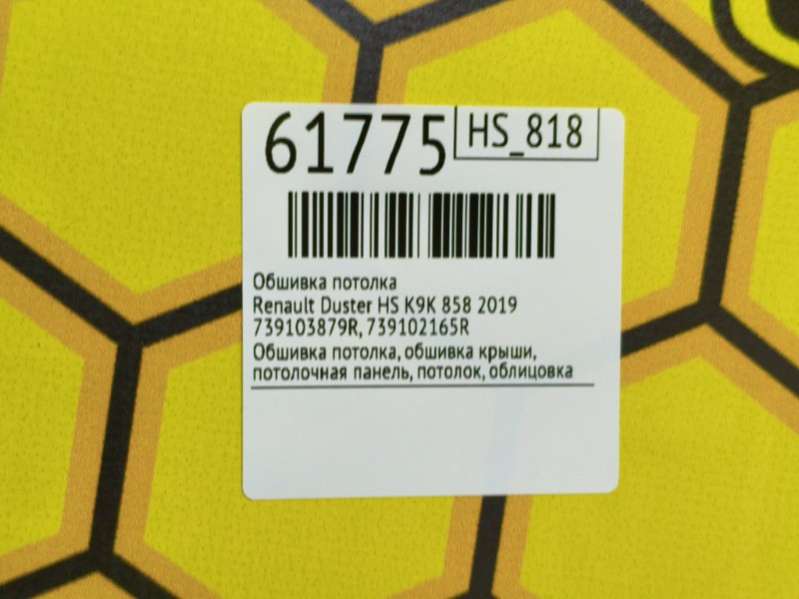 61775 HS_818
Обшивка потолка
Renault Duster HS K9K 858 2019
739103879R, 739102165R
Обшивка потолка, обшивка крыши,
потолочная панель, потолок, облицовка